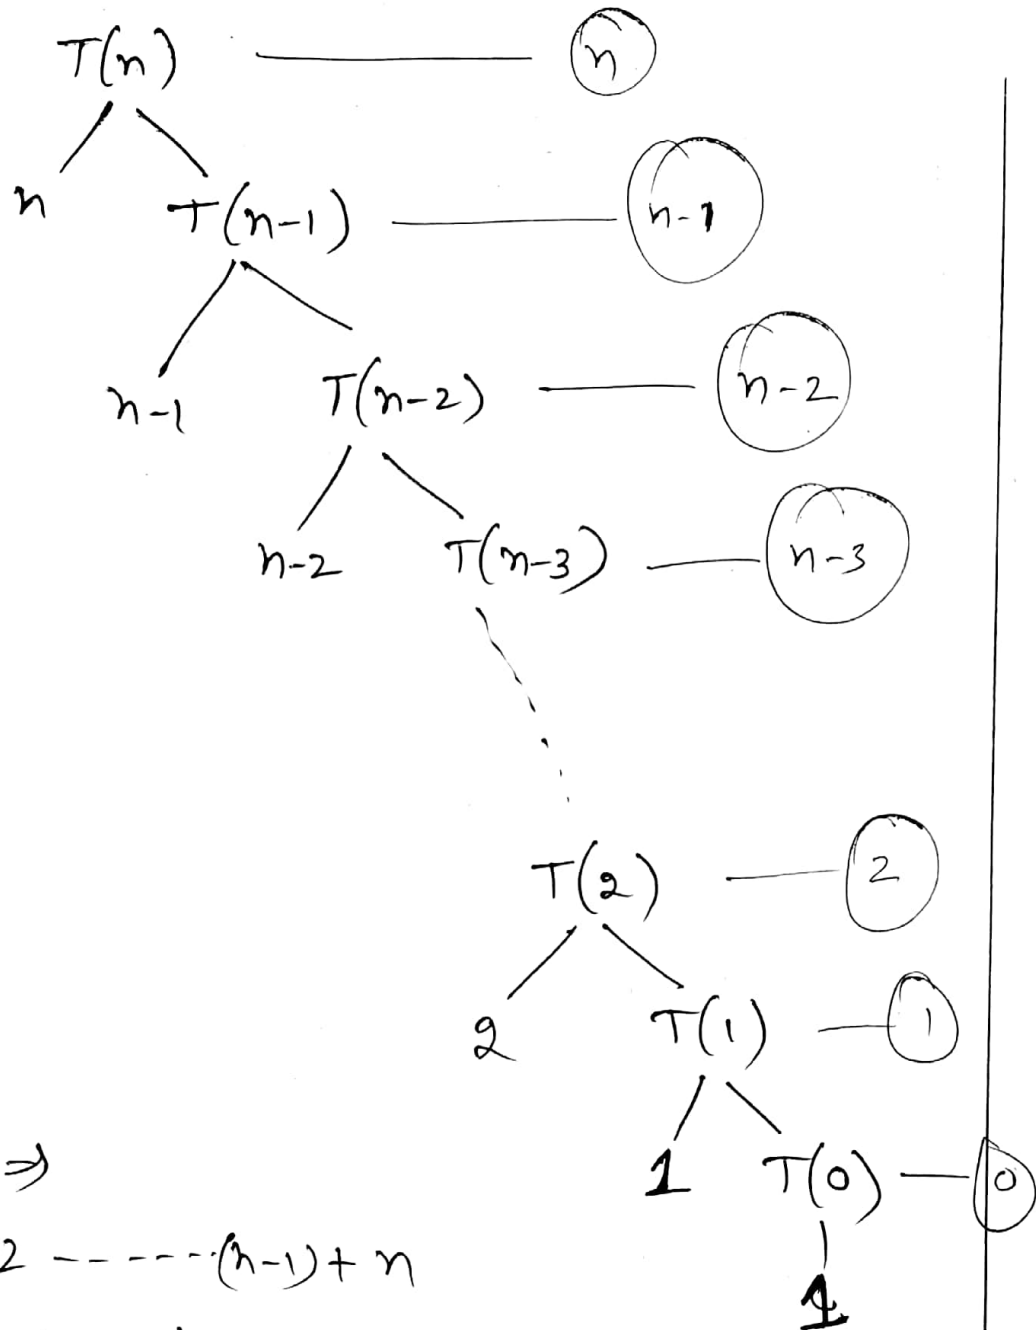 T(n) n
n T(n-1) n-1
n-1 T(n-2) n-2
n-2 T(n-3) n-3
T(2) 2
2 T(1) 1
1 T(0) 0
⇒
1
2 ------(n-1)+n